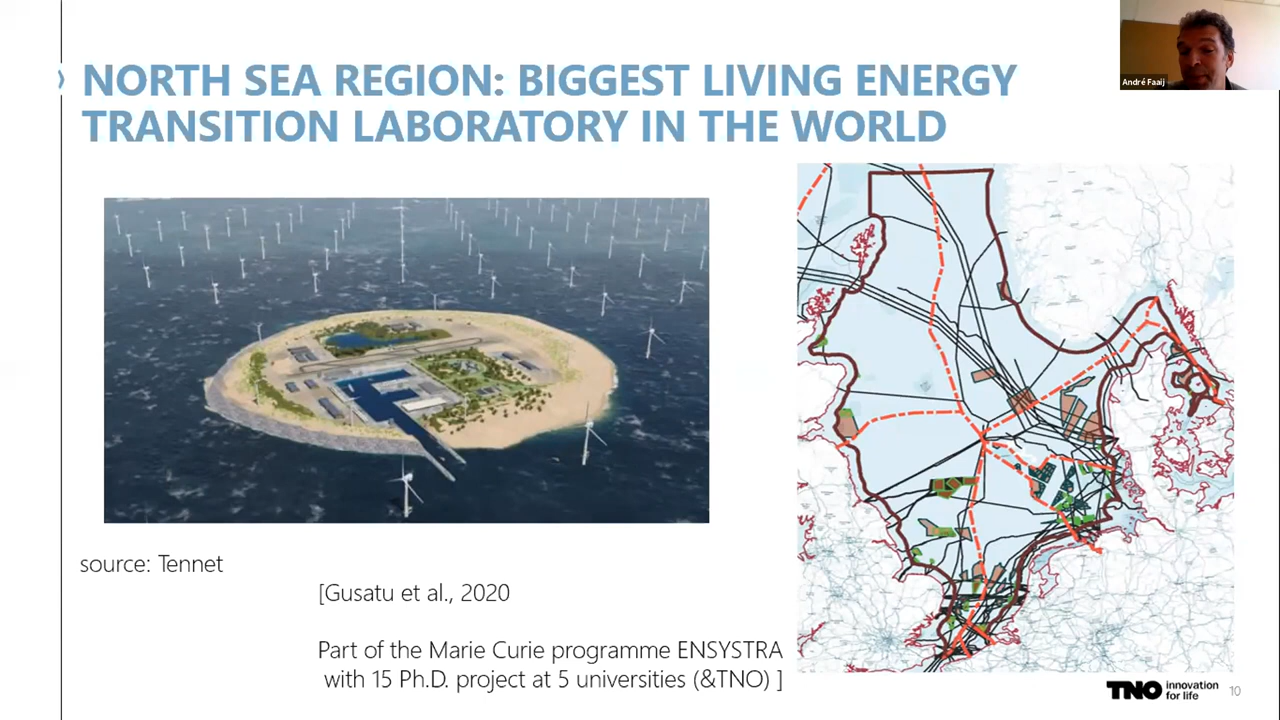 NORTH SEA REGION: BIGGEST LIVING ENERGY
TRANSITION LABORATORY IN THE WORLD
André Faaij
source: Tennet
[Gusatu et al., 2020
Part of the Marie Curie programme ENSYSTRA
with 15 Ph.D. project at 5 universities (&TNO) ]
TNO innovation
for life
10